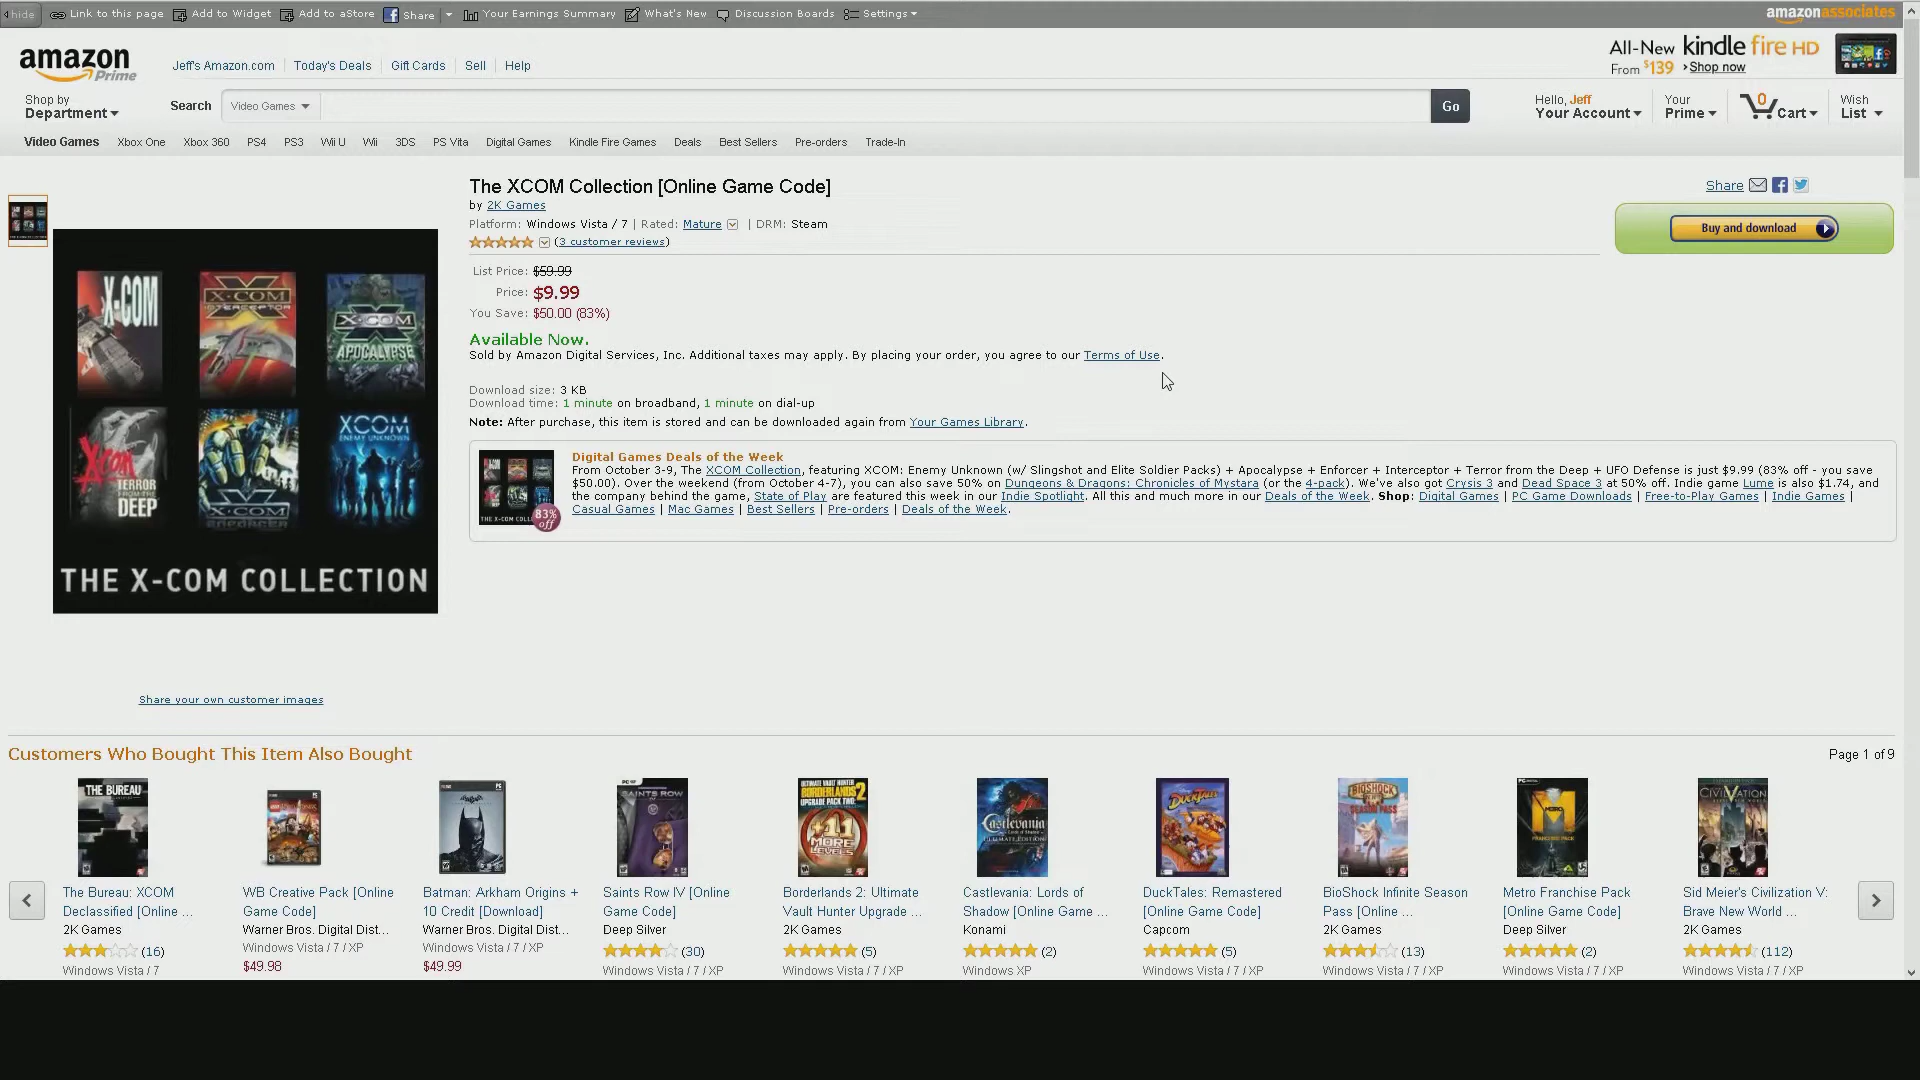 hide Link to this page Add to Widget Add to aStore Share Your Earnings Summary What's New Discussion Boards Settings amazonassociates
amazon Prime
Jeff's Amazon.com Today's Deals Gift Cards Sell Help
All-New kindle fire HD
From $139 ›Shop now
Shop by
Department
Search Video Games Go
Hello, Jeff
Your Account
Your
Prime
0
Cart
Wish
List
Video Games Xbox One Xbox 360 PS4 PS3 Wii U Wii 3DS PS Vita Digital Games Kindle Fire Games Deals Best Sellers Pre-orders Trade-In
The XCOM Collection [Online Game Code]
by 2K Games
Platform: Windows Vista / 7 | Rated: Mature | DRM: Steam
(3 customer reviews)
Share
Buy and download
List Price: $59.99
Price: $9.99
You Save: $50.00 (83%)
Available Now.
Sold by Amazon Digital Services, Inc. Additional taxes may apply. By placing your order, you agree to our Terms of Use.
Download size: 3 KB
Download time: 1 minute on broadband, 1 minute on dial-up
Note: After purchase, this item is stored and can be downloaded again from Your Games Library.
X-COM
X-COM
INTERCEPTOR
X-COM
APOCALYPSE
X-COM
TERROR
FROM THE
DEEP
X-COM
ENFORCER
XCOM
ENEMY UNKNOWN
THE X-COM COLLECTION
83%
off
Digital Games Deals of the Week
From October 3-9, The XCOM Collection, featuring XCOM: Enemy Unknown (w/ Slingshot and Elite Soldier Packs) + Apocalypse + Enforcer + Interceptor + Terror from the Deep + UFO Defense is just $9.99 (83% off - you save
$50.00). Over the weekend (from October 4-7), you can also save 50% on Dungeons & Dragons: Chronicles of Mystara (or the 4-pack). We've also got Crysis 3 and Dead Space 3 at 50% off. Indie game Lume is also $1.74, and
the company behind the game, State of Play are featured this week in our Indie Spotlight. All this and much more in our Deals of the Week. Shop: Digital Games | PC Game Downloads | Free-to-Play Games | Indie Games |
Casual Games | Mac Games | Best Sellers | Pre-orders | Deals of the Week.
Share your own customer images
Customers Who Bought This Item Also Bought Page 1 of 9
The Bureau: XCOM
Declassified [Online ...
2K Games
(16)
Windows Vista / 7
WB Creative Pack [Online
Game Code]
Warner Bros. Digital Dist...
Windows Vista / 7 / XP
$49.98
Batman: Arkham Origins +
10 Credit [Download]
Warner Bros. Digital Dist...
Windows Vista / 7 / XP
$49.99
Saints Row IV [Online
Game Code]
Deep Silver
(30)
Windows Vista / 7 / XP
Borderlands 2: Ultimate
Vault Hunter Upgrade ...
2K Games
(5)
Windows Vista / 7 / XP
Castlevania: Lords of
Shadow [Online Game ...
Konami
(2)
Windows XP
DuckTales: Remastered
[Online Game Code]
Capcom
(5)
Windows Vista / 7 / XP
BioShock Infinite Season
Pass [Online ...
2K Games
(13)
Windows Vista / 7 / XP
Metro Franchise Pack
[Online Game Code]
Deep Silver
(2)
Windows Vista / 7 / XP
Sid Meier's Civilization V:
Brave New World ...
2K Games
(112)
Windows Vista / 7 / XP